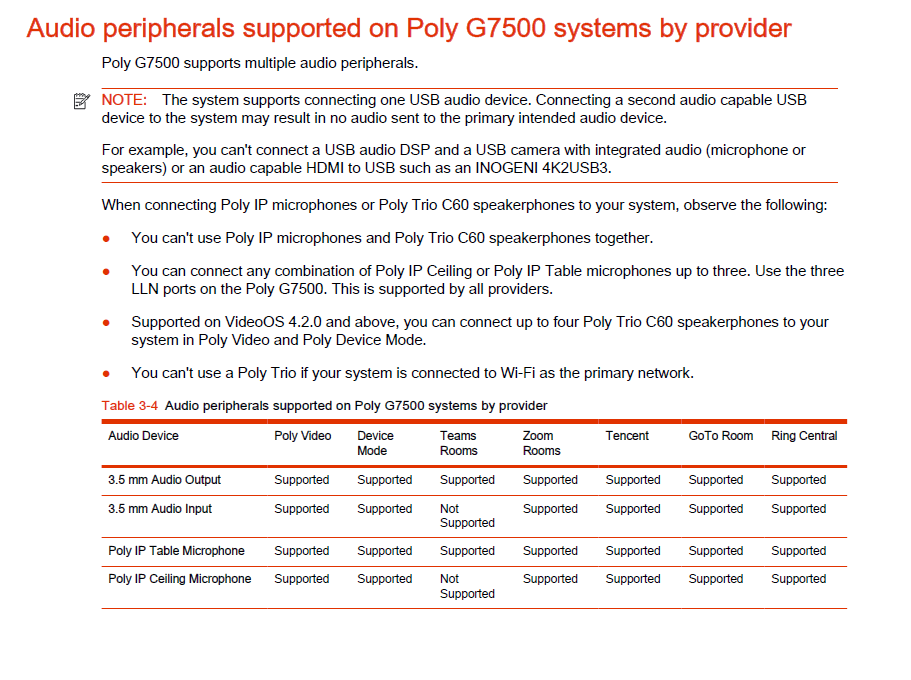 Audio peripherals supported on Poly G7500 systems by provider
Poly G7500 supports multiple audio peripherals.
NOTE: The system supports connecting one USB audio device. Connecting a second audio capable USB
device to the system may result in no audio sent to the primary intended audio device.
For example, you can't connect a USB audio DSP and a USB camera with integrated audio (microphone or
speakers) or an audio capable HDMI to USB such as an INOGENI 4K2USB3.
When connecting Poly IP microphones or Poly Trio C60 speakerphones to your system, observe the following:
● You can't use Poly IP microphones and Poly Trio C60 speakerphones together.
● You can connect any combination of Poly IP Ceiling or Poly IP Table microphones up to three. Use the three
LLN ports on the Poly G7500. This is supported by all providers.
● Supported on VideoOS 4.2.0 and above, you can connect up to four Poly Trio C60 speakerphones to your
system in Poly Video and Poly Device Mode.
● You can't use a Poly Trio if your system is connected to Wi-Fi as the primary network.
Table 3-4 Audio peripherals supported on Poly G7500 systems by provider
Audio Device Poly Video Device Teams Zoom Tencent GoTo Room Ring Central
Mode Rooms Rooms
3.5 mm Audio Output Supported Supported Supported Supported Supported Supported Supported
3.5 mm Audio Input Supported Supported Not Supported Supported Supported Supported
Supported
Poly IP Table Microphone Supported Supported Supported Supported Supported Supported Supported
Poly IP Ceiling Microphone Supported Supported Not Supported Supported Supported Supported
Supported